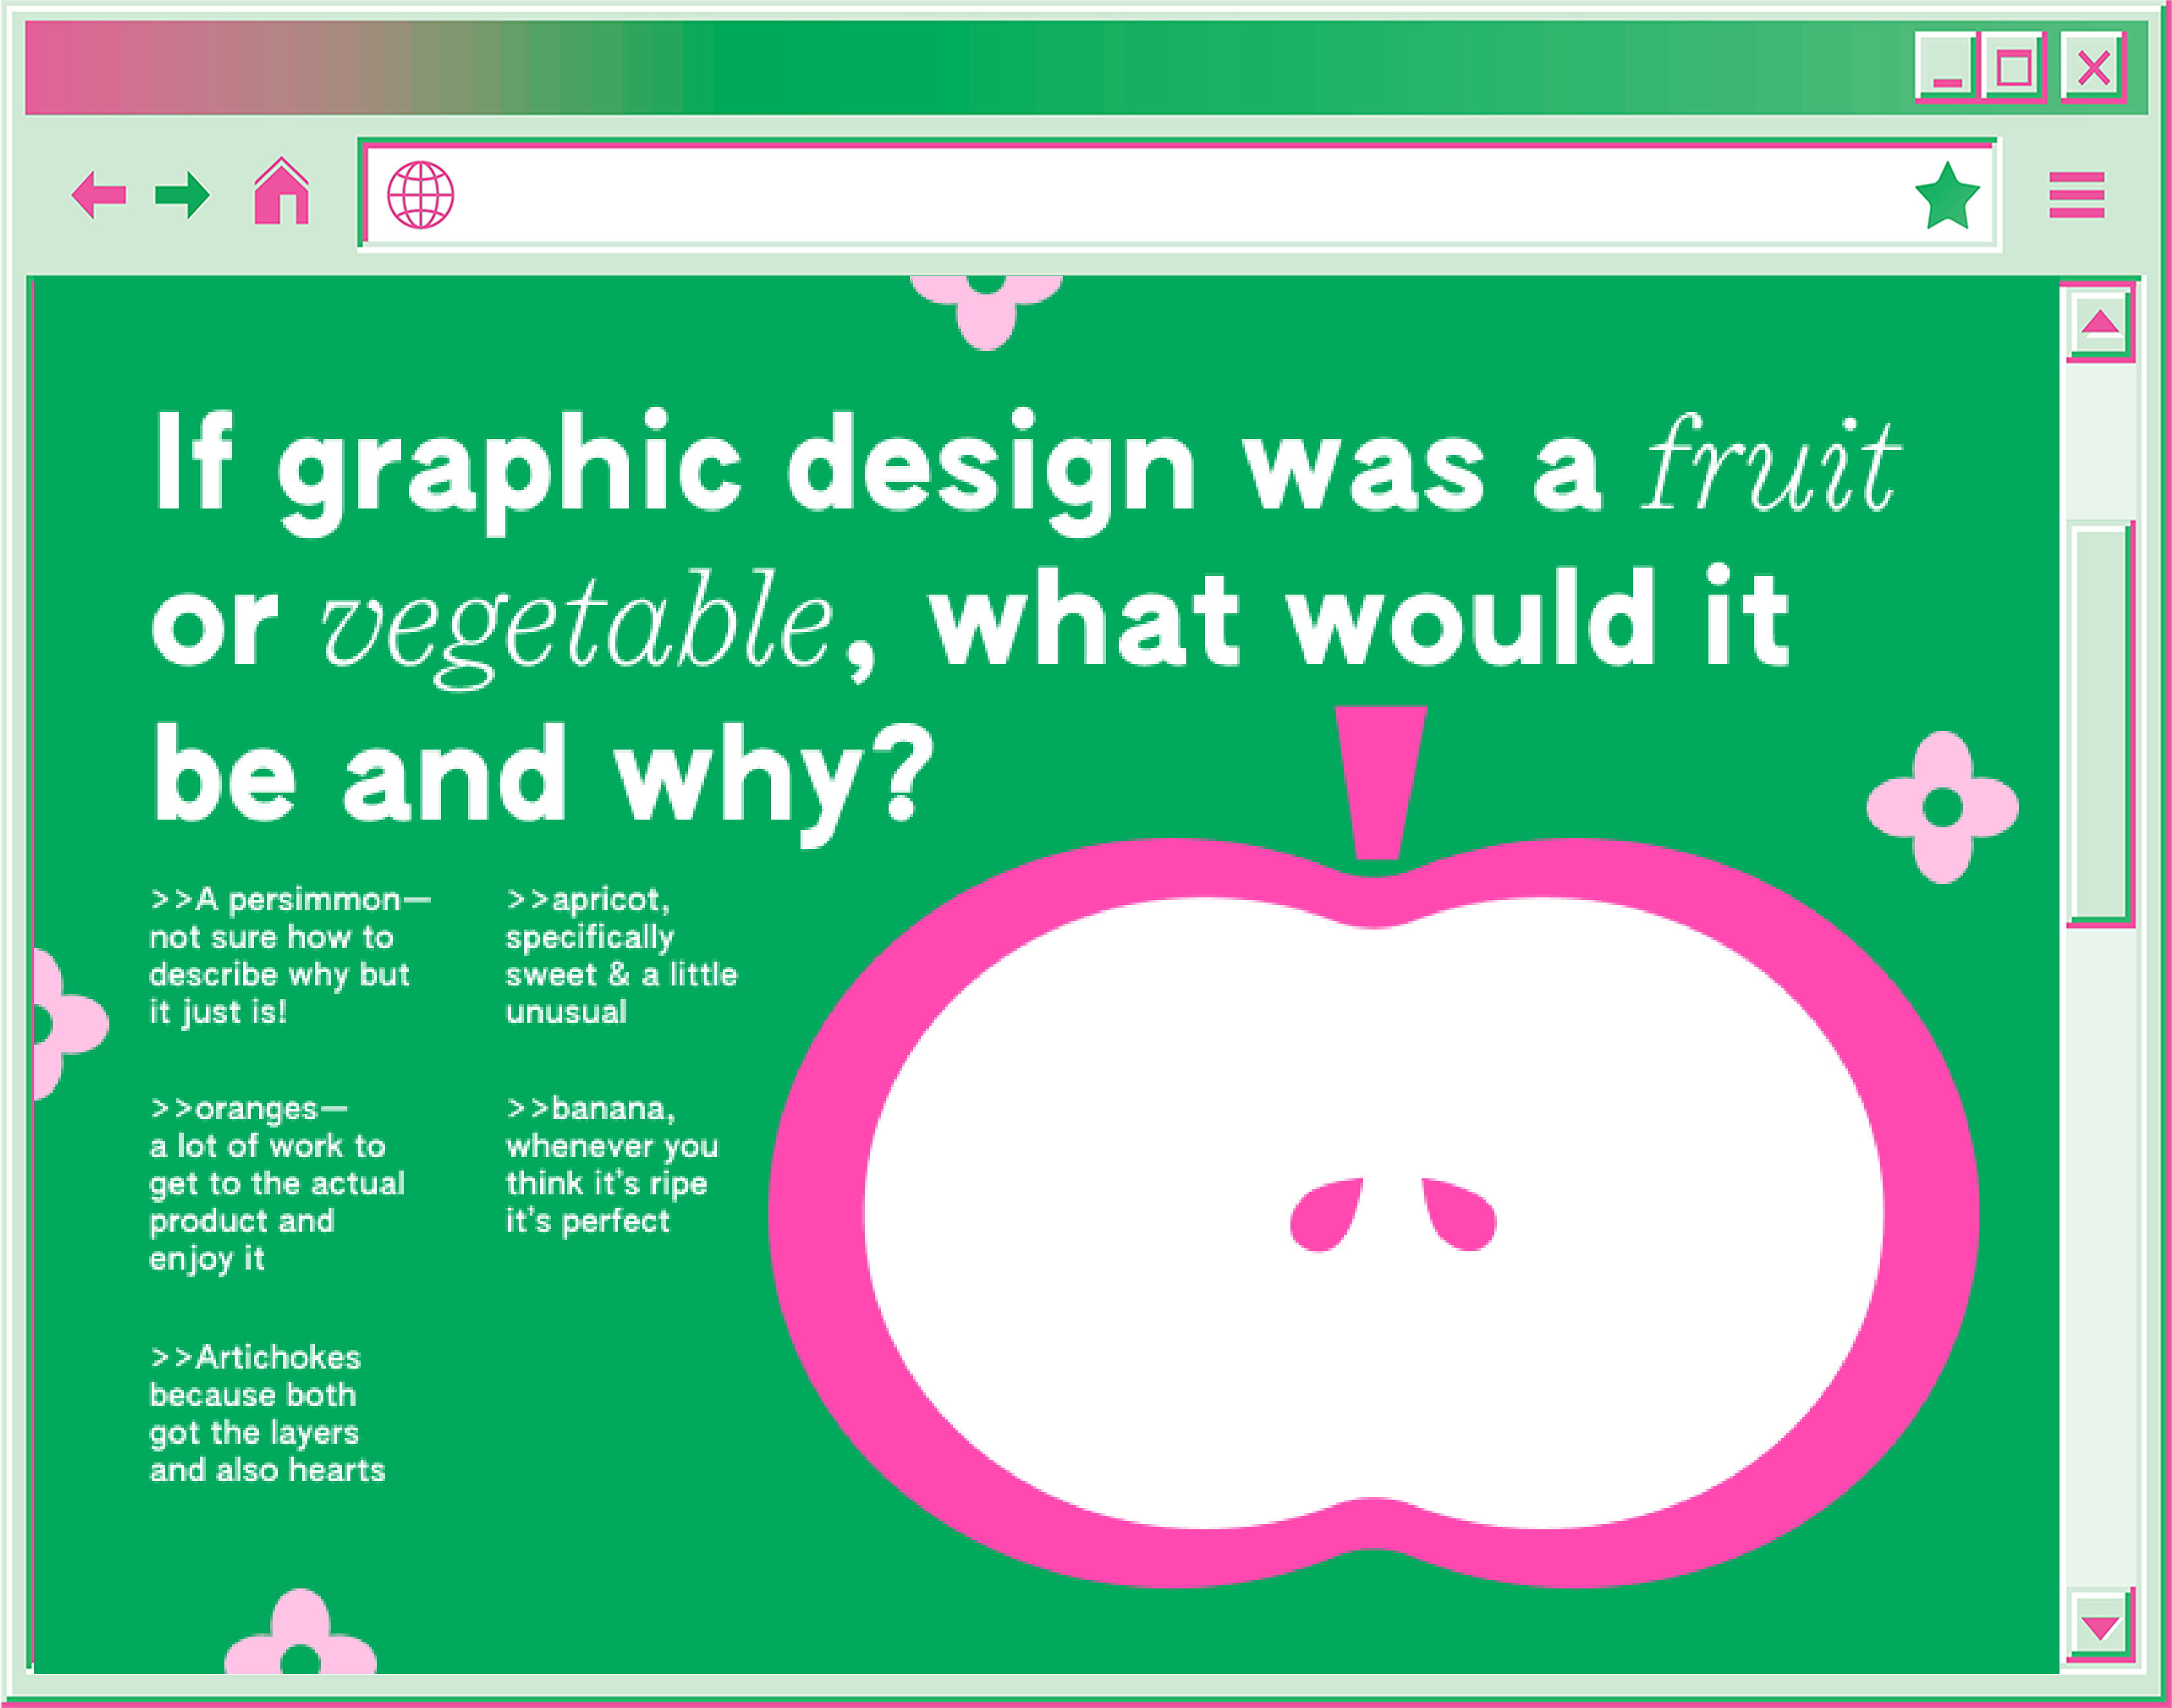 If graphic design was a fruit
or vegetable, what would it
be and why?
>>A persimmon—
not sure how to
describe why but
it just is!
>>oranges—
a lot of work to
get to the actual
product and
enjoy it
>>Artichokes
because both
got the layers
and also hearts
>>apricot,
specifically
sweet & a little
unusual
>>banana,
whenever you
think it's ripe
it's perfect